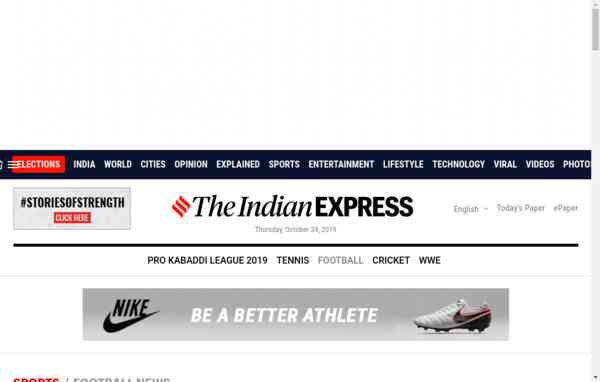 ELECTIONS INDIA WORLD CITIES OPINION EXPLAINED SPORTS ENTERTAINMENT LIFESTYLE TECHNOLOGY VIRAL VIDEOS PHOTOS
#STORIESOFSTRENGTH
CLICK HERE
The Indian EXPRESS
Thursday, October 24, 2019
English Today's Paper ePaper
PRO KABADDI LEAGUE 2019 TENNIS FOOTBALL CRICKET WWE
NIKE BE A BETTER ATHLETE
SPORTS / FOOTBALL NEWS